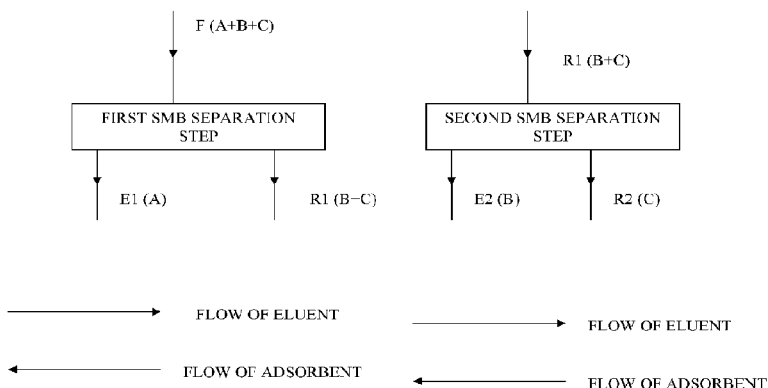 F (A+B+C)
R1 (B+C)
FIRST SMB SEPARATION
STEP
SECOND SMB SEPARATION
STEP
E1 (A)
R1 (B−C)
E2 (B)
R2 (C)
FLOW OF ELUENT
FLOW OF ELUENT
FLOW OF ADSORBENT
FLOW OF ADSORBENT